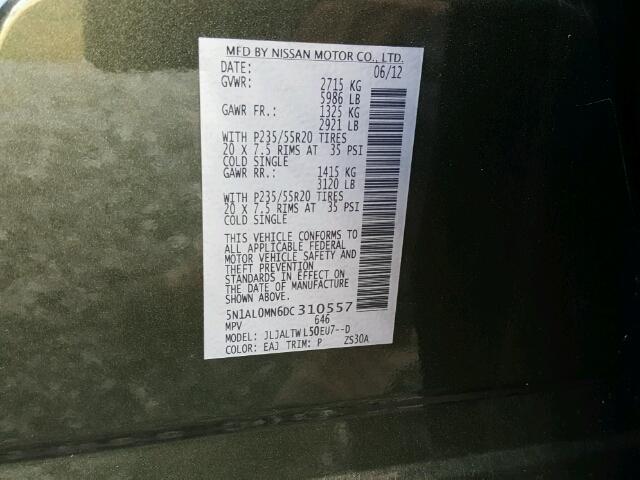 MFD BY NISSAN MOTOR CO., LTD.
DATE: 06/12
GVWR: 2715 KG
5986 LB
GAWR FR.: 1325 KG
2921 LB
WITH P235/55R20 TIRES
20 X 7.5 RIMS AT 35 PSI
COLD SINGLE
GAWR RR.: 1415 KG
3120 LB
WITH P235/55R20 TIRES
20 X 7.5 RIMS AT 35 PSI
COLD SINGLE
THIS VEHICLE CONFORMS TO
ALL APPLICABLE FEDERAL
MOTOR VEHICLE SAFETY AND
THEFT PREVENTION
STANDARDS IN EFFECT ON
THE DATE OF MANUFACTURE
SHOWN ABOVE.
5N1AL0MN6DC310557
MPV 646
MODEL: JLJALTWL50EU7--D
COLOR: EAJ TRIM: P ZS30A